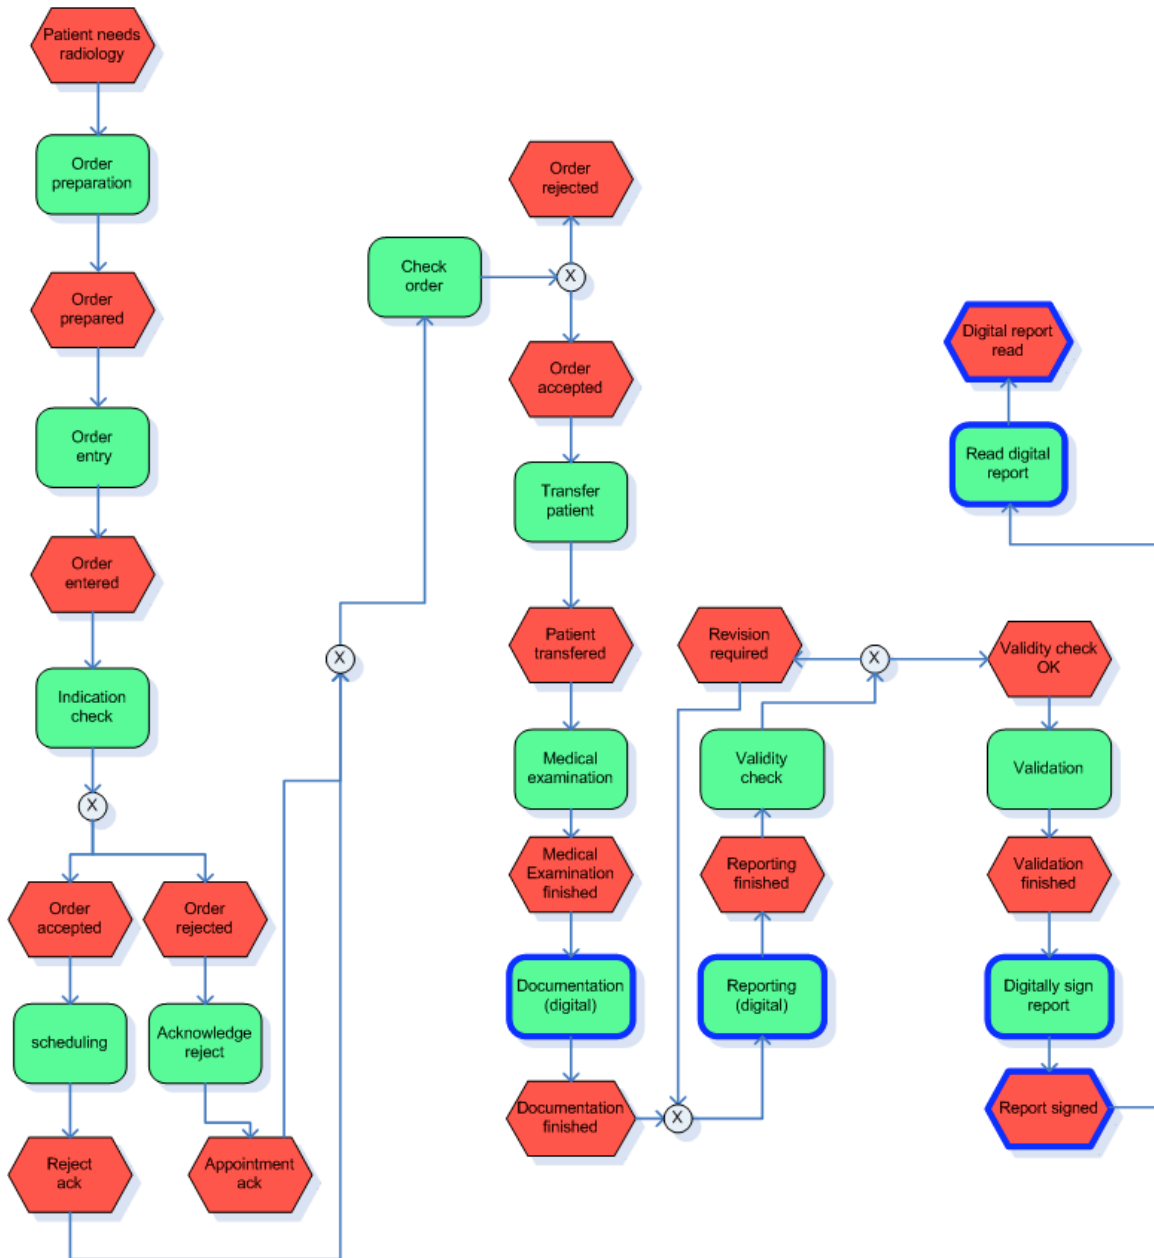 Patient needs
radiology
Order
preparation
Order
prepared
Order
entry
Order
entered
Indication
check
X
Order
accepted
Order
rejected
scheduling
Acknowledge
reject
Reject
ack
Appointment
ack
X
Check
order
X
Order
rejected
Order
accepted
Transfer
patient
Patient
transfered
Medical
examination
Medical
Examination
finished
Documentation
(digital)
Documentation
finished
X
Reporting
(digital)
Reporting
finished
Validity
check
X
Revision
required
Validity check
OK
Validation
Validation
finished
Digitally sign
report
Report signed
Read digital
report
Digital report
read